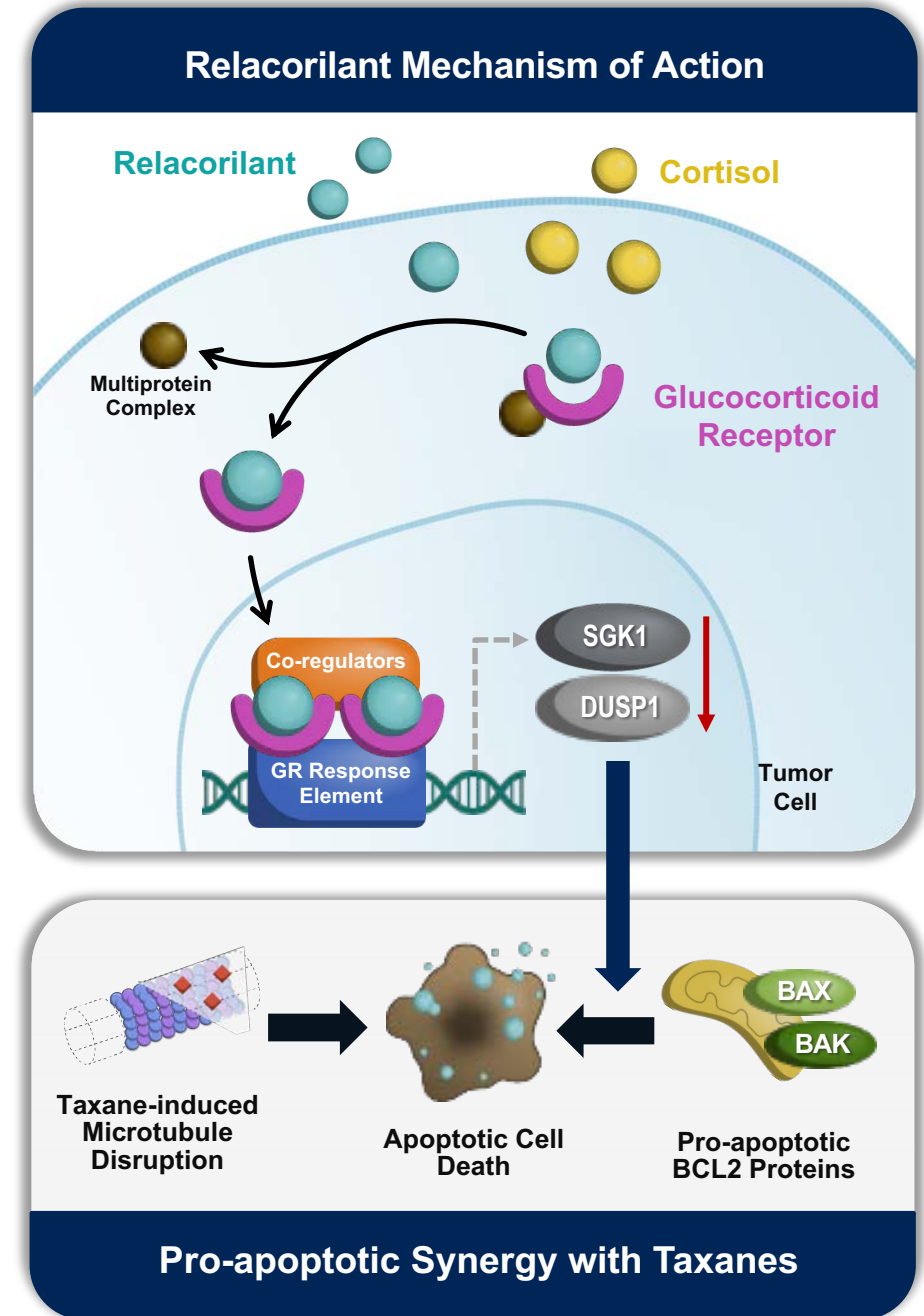 Relacorilant Mechanism of Action
Relacorilant
Cortisol
Multiprotein
Complex
Glucocorticoid
Receptor
Co-regulators
GR Response
Element
SGK1
DUSP1
Tumor
Cell
BAX
BAK
Taxane-induced
Microtubule
Disruption
Apoptotic Cell
Death
Pro-apoptotic
BCL2 Proteins
Pro-apoptotic Synergy with Taxanes